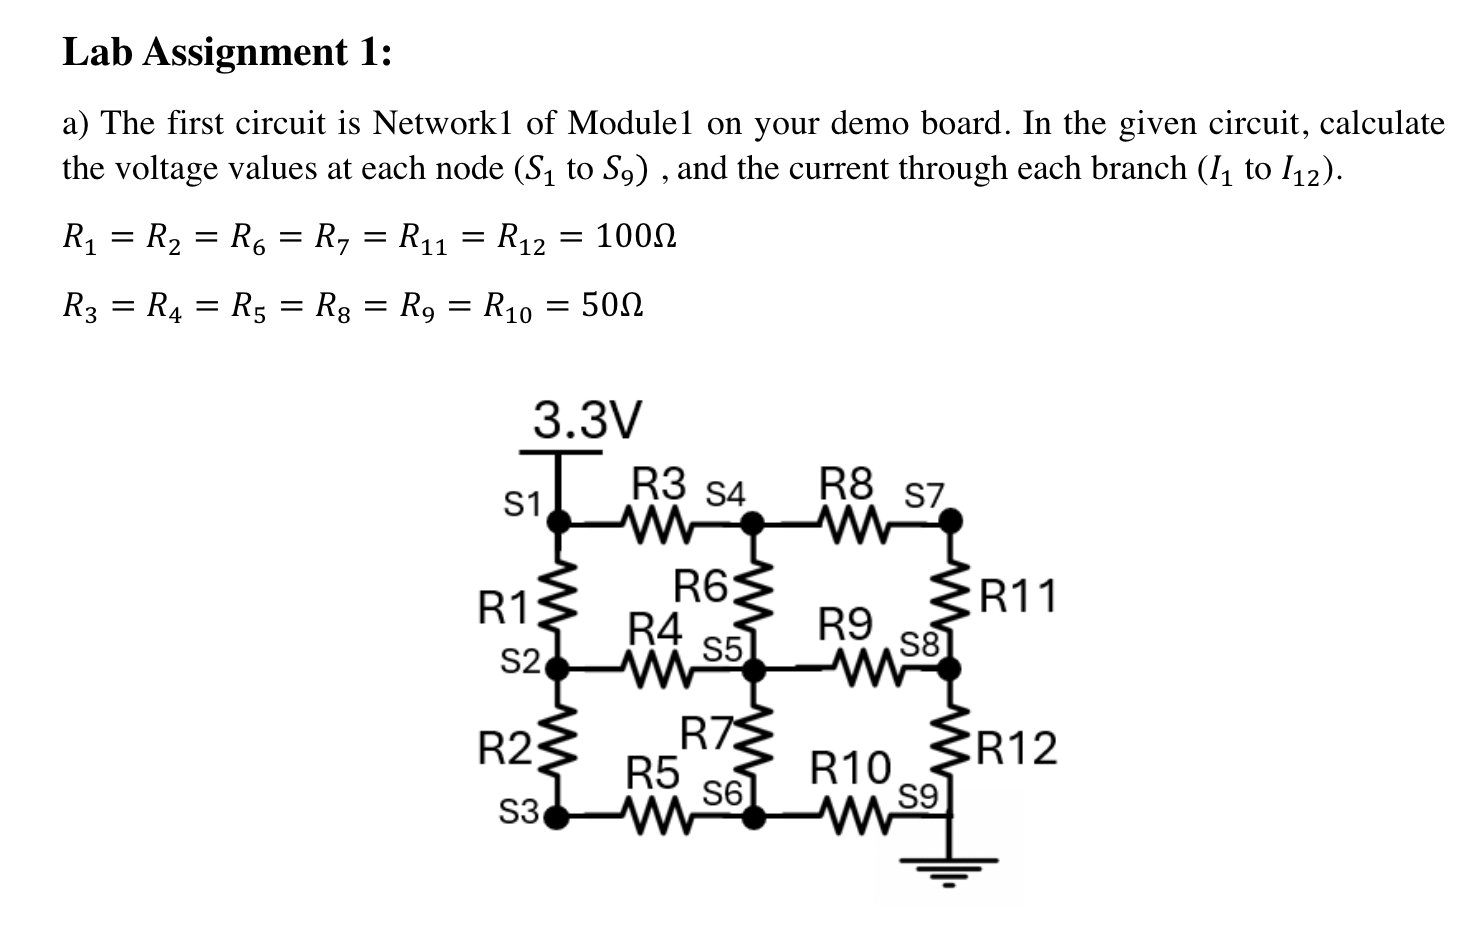 Lab Assignment 1:
a) The first circuit is Network1 of Module1 on your demo board. In the given circuit, calculate
the voltage values at each node (S₁ to S₉) , and the current through each branch (I₁ to I₁₂).
R₁ = R₂ = R₆ = R₇ = R₁₁ = R₁₂ = 100Ω
R₃ = R₄ = R₅ = R₈ = R₉ = R₁₀ = 50Ω
3.3V
R3 S4 R8 S7
S1
R6 R11
R1 R4 R9
S2 S5 S8
R7
R2 R5 R10 R12
S3 S6 S9